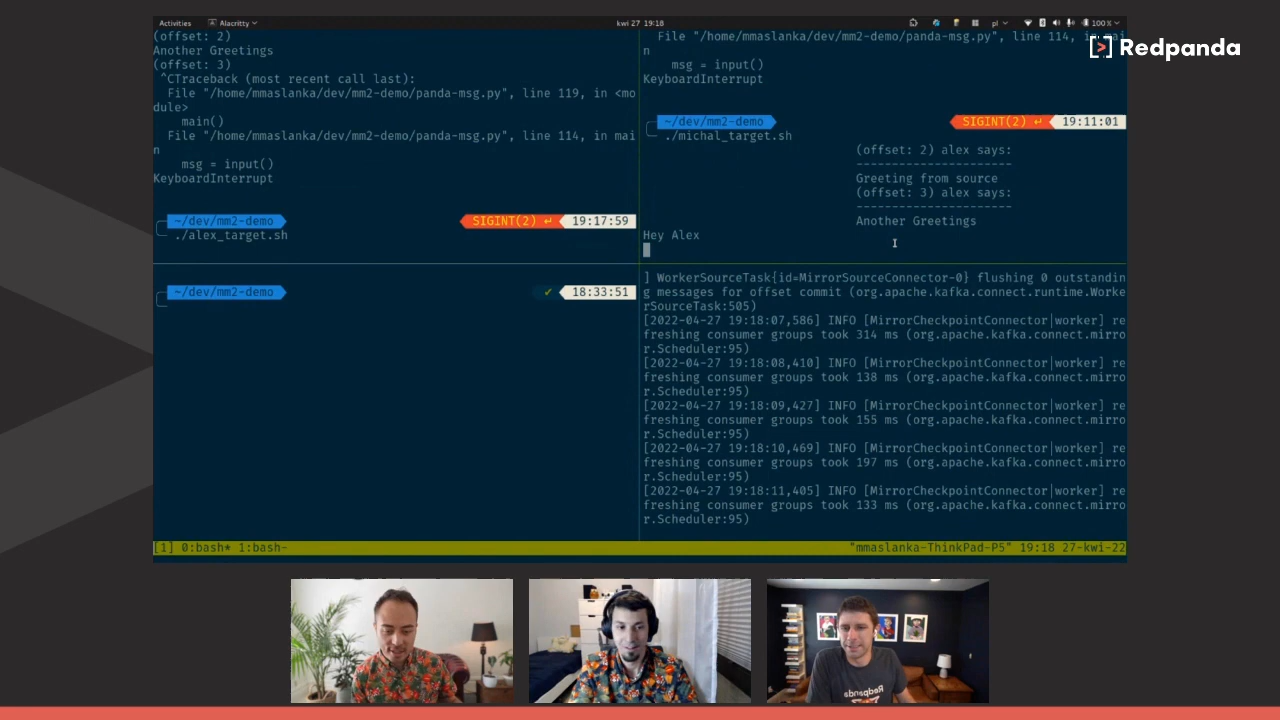 Activities
Alacritty
kwi 27 19:18
pl
100 %
Redpanda
(offset: 2)
Another Greetings
(offset: 3)
^CTraceback (most recent call last):
File "/home/mmaslanka/dev/mm2-demo/panda-msg.py", line 119, in <mo
dule>
main()
File "/home/mmaslanka/dev/mm2-demo/panda-msg.py", line 114, in mai
n
msg = input()
KeyboardInterrupt
~/dev/mm2-demo SIGINT(2) ↵ 19:17:59
./alex_target.sh
File "/home/mmaslanka/dev/mm2-demo/panda-msg.py", line 114, in mai
n
msg = input()
KeyboardInterrupt
~/dev/mm2-demo SIGINT(2) ↵ 19:11:01
./michal_target.sh
(offset: 2) alex says:
----------------------
Greeting from source
(offset: 3) alex says:
----------------------
Another Greetings
Hey Alex
~/dev/mm2-demo ✓ 18:33:51
] WorkerSourceTask{id=MirrorSourceConnector-0} flushing 0 outstandin
g messages for offset commit (org.apache.kafka.connect.runtime.Worke
rSourceTask:505)
[2022-04-27 19:18:07,586] INFO [MirrorCheckpointConnector|worker] re
freshing consumer groups took 314 ms (org.apache.kafka.connect.mirro
r.Scheduler:95)
[2022-04-27 19:18:08,410] INFO [MirrorCheckpointConnector|worker] re
freshing consumer groups took 138 ms (org.apache.kafka.connect.mirro
r.Scheduler:95)
[2022-04-27 19:18:09,427] INFO [MirrorCheckpointConnector|worker] re
freshing consumer groups took 155 ms (org.apache.kafka.connect.mirro
r.Scheduler:95)
[2022-04-27 19:18:10,469] INFO [MirrorCheckpointConnector|worker] re
freshing consumer groups took 197 ms (org.apache.kafka.connect.mirro
r.Scheduler:95)
[2022-04-27 19:18:11,405] INFO [MirrorCheckpointConnector|worker] re
freshing consumer groups took 133 ms (org.apache.kafka.connect.mirro
r.Scheduler:95)
[1] 0:bash* 1:bash- "mmaslanka-ThinkPad-P5" 19:18 27-kwi-22
Redpanda